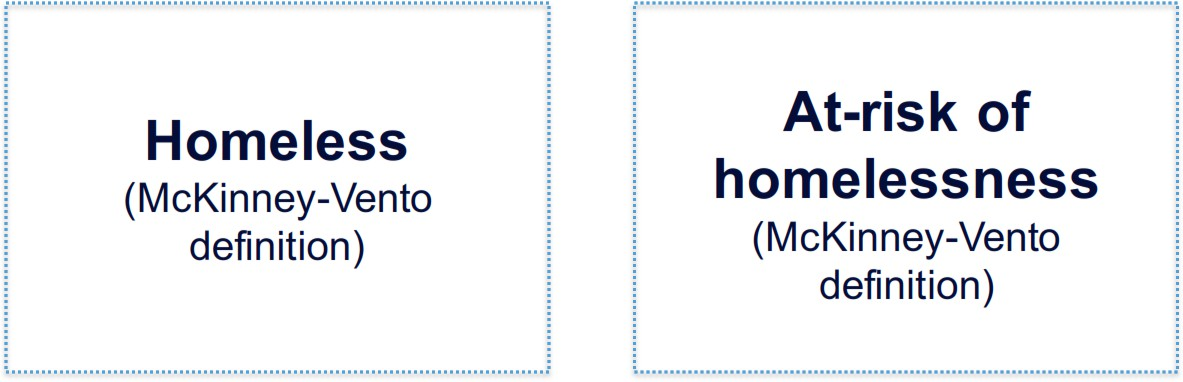 Homeless
(McKinney-Vento
definition)
At-risk of
homelessness
(McKinney-Vento
definition)